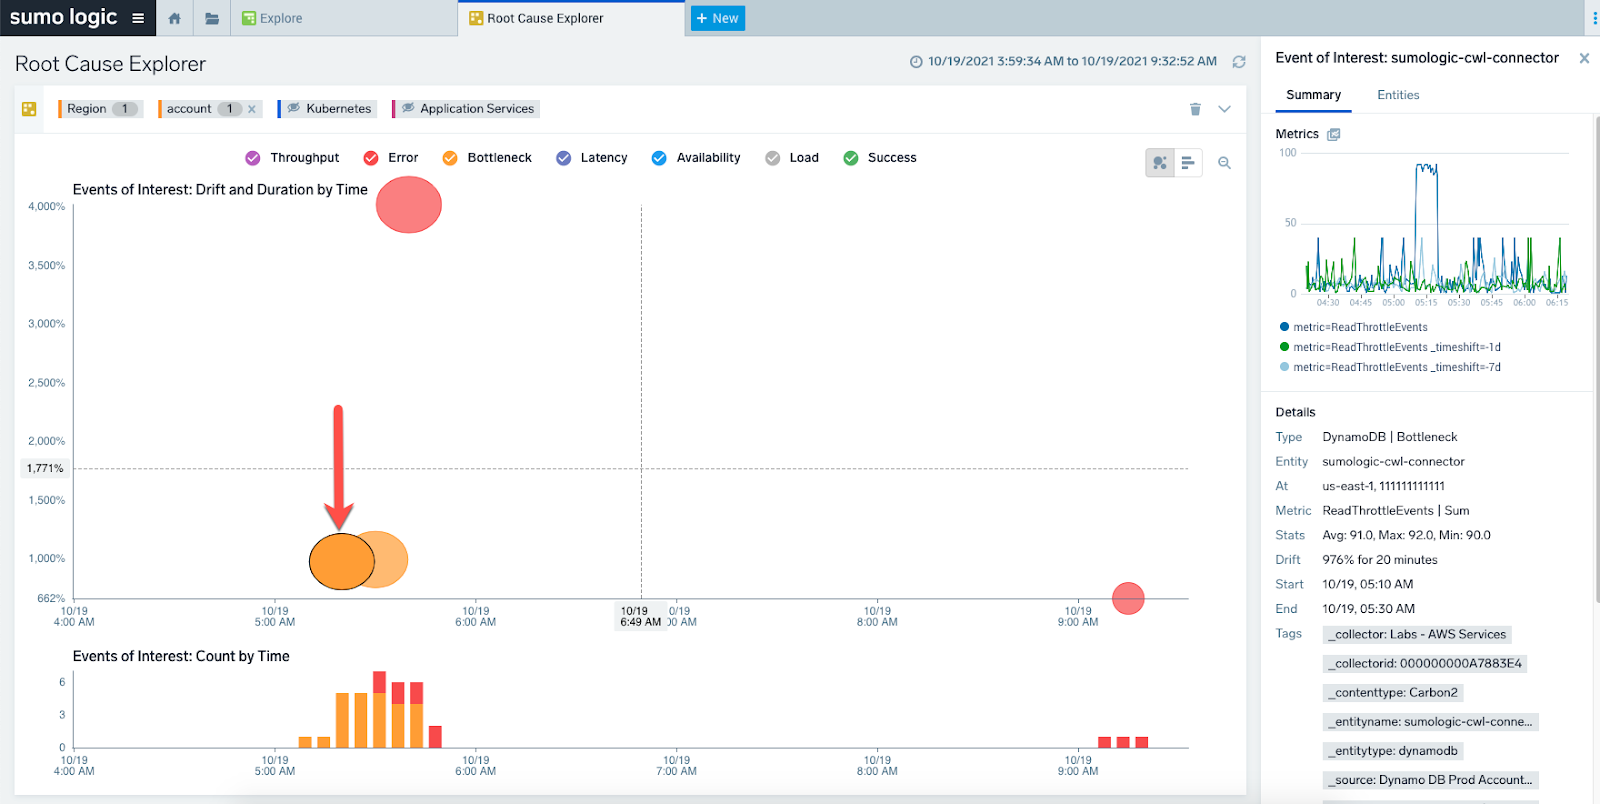 sumo logic
Explore
Root Cause Explorer
+ New
Root Cause Explorer
10/19/2021 3:59:34 AM to 10/19/2021 9:32:52 AM
Region 1
account 1 ×
Kubernetes
Application Services
Throughput
Error
Bottleneck
Latency
Availability
Load
Success
Events of Interest: Drift and Duration by Time
4,000%
3,500%
3,000%
2,500%
2,000%
1,771%
1,500%
1,000%
662%
10/19
4:00 AM
10/19
5:00 AM
10/19
6:00 AM
10/19
6:49 AM
0/19
00 AM
10/19
8:00 AM
10/19
9:00 AM
Events of Interest: Count by Time
6
3
0
10/19
4:00 AM
10/19
5:00 AM
10/19
6:00 AM
10/19
7:00 AM
10/19
8:00 AM
10/19
9:00 AM
Event of Interest: sumologic-cwl-connector
Summary
Entities
Metrics
100
50
0
04:30 04:45 05:00 05:15 05:30 05:45 06:00 06:15
metric=ReadThrottleEvents
metric=ReadThrottleEvents _timeshift=-1d
metric=ReadThrottleEvents _timeshift=-7d
Details
Type DynamoDB | Bottleneck
Entity sumologic-cwl-connector
At us-east-1, 111111111111
Metric ReadThrottleEvents | Sum
Stats Avg: 91.0, Max: 92.0, Min: 90.0
Drift 976% for 20 minutes
Start 10/19, 05:10 AM
End 10/19, 05:30 AM
Tags _collector: Labs - AWS Services
_collectorid: 000000000A7883E4
_contenttype: Carbon2
_entityname: sumologic-cwl-conne...
_entitytype: dynamodb
_source: Dynamo DB Prod Account...